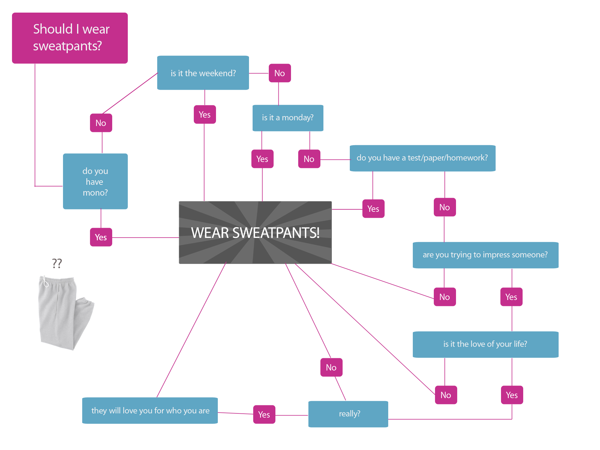 Should I wear
sweatpants?
is it the weekend?
No
Yes
is it a monday?
No
Yes
No
do you have a test/paper/homework?
do you
have
mono?
Yes
No
Yes
WEAR SWEATPANTS!
are you trying to impress someone?
??
No
Yes
is it the love of your life?
No
No
Yes
they will love you for who you are
Yes
really?